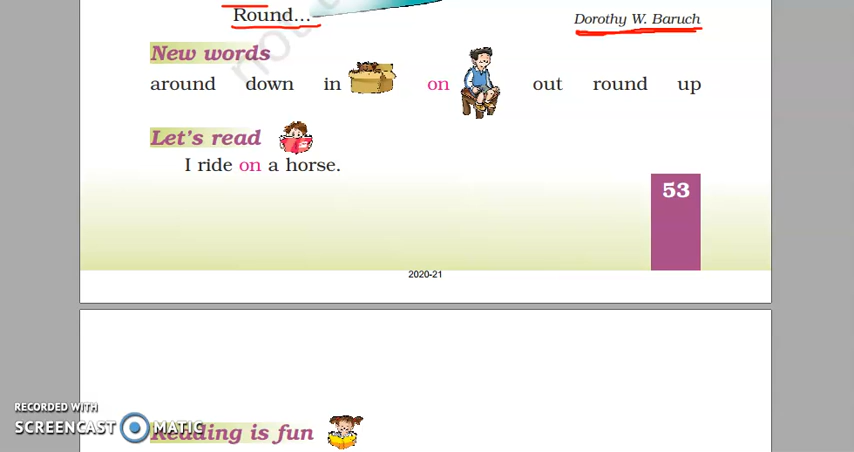 Round...
Dorothy W. Baruch
New words
around down in on out round up
Let's read
I ride on a horse.
53
2020-21
RECORDED WITH
SCREENCAST MATIC
Reading is fun